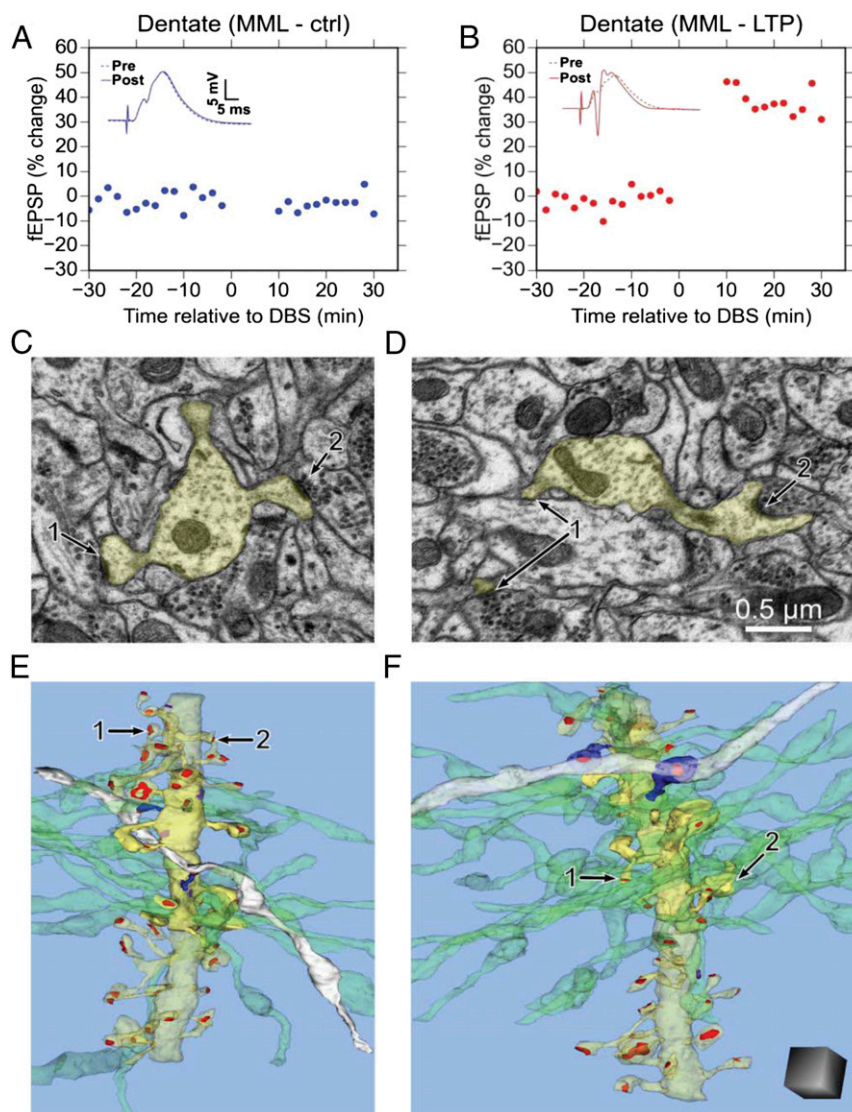 A
Dentate (MML - ctrl)
fEPSP (% change)
60
50
40
30
20
10
0
−10
−20
−30
Pre
Post
5 mV
5 ms
−30 −20 −10 0 10 20 30
Time relative to DBS (min)
B
Dentate (MML - LTP)
fEPSP (% change)
60
50
40
30
20
10
0
−10
−20
−30
Pre
Post
−30 −20 −10 0 10 20 30
Time relative to DBS (min)
C
1
2
D
1
2
0.5 μm
E
1
2
F
1
2